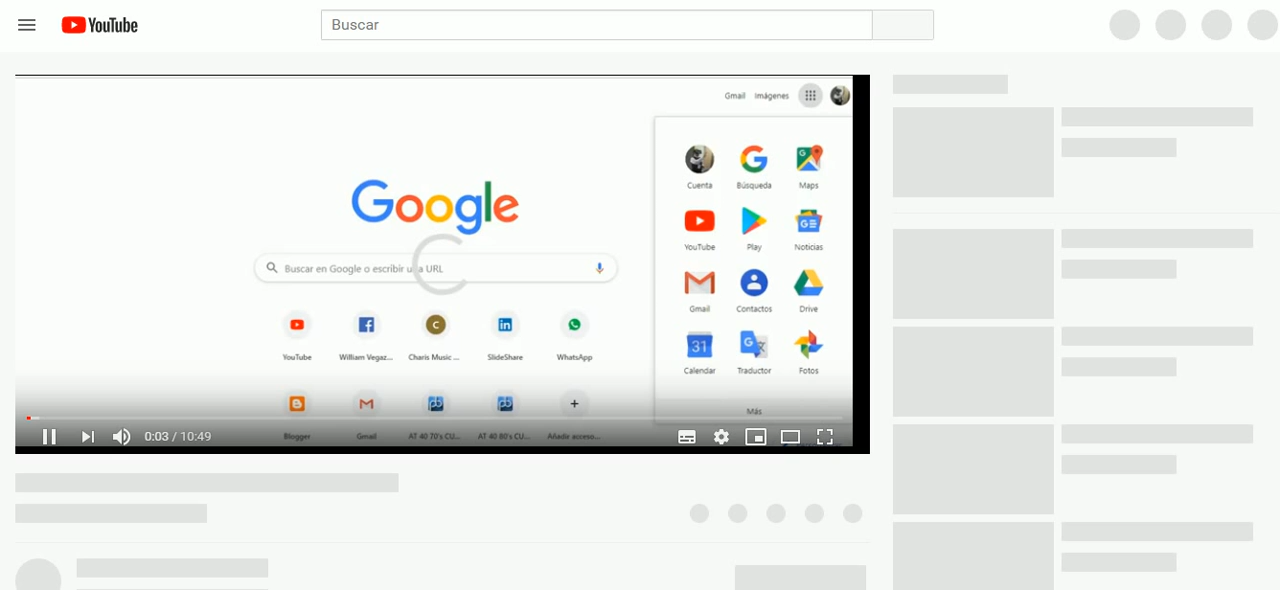 YouTube
Buscar
Gmail Imágenes
Google
Buscar en Google o escribir una URL
Cuenta Búsqueda Maps
YouTube Play Noticias
Gmail Contactos Drive
31
Calendar Traductor Fotos
Más
C
YouTube William Vegaz... Charis Music ... SlideShare WhatsApp
Blogger Gmail AT 40 70's CU... AT 40 80's CU... Añadir acceso...
0:03 / 10:49